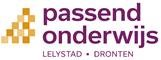 passend
onderwijs
LELYSTAD • DRONTEN